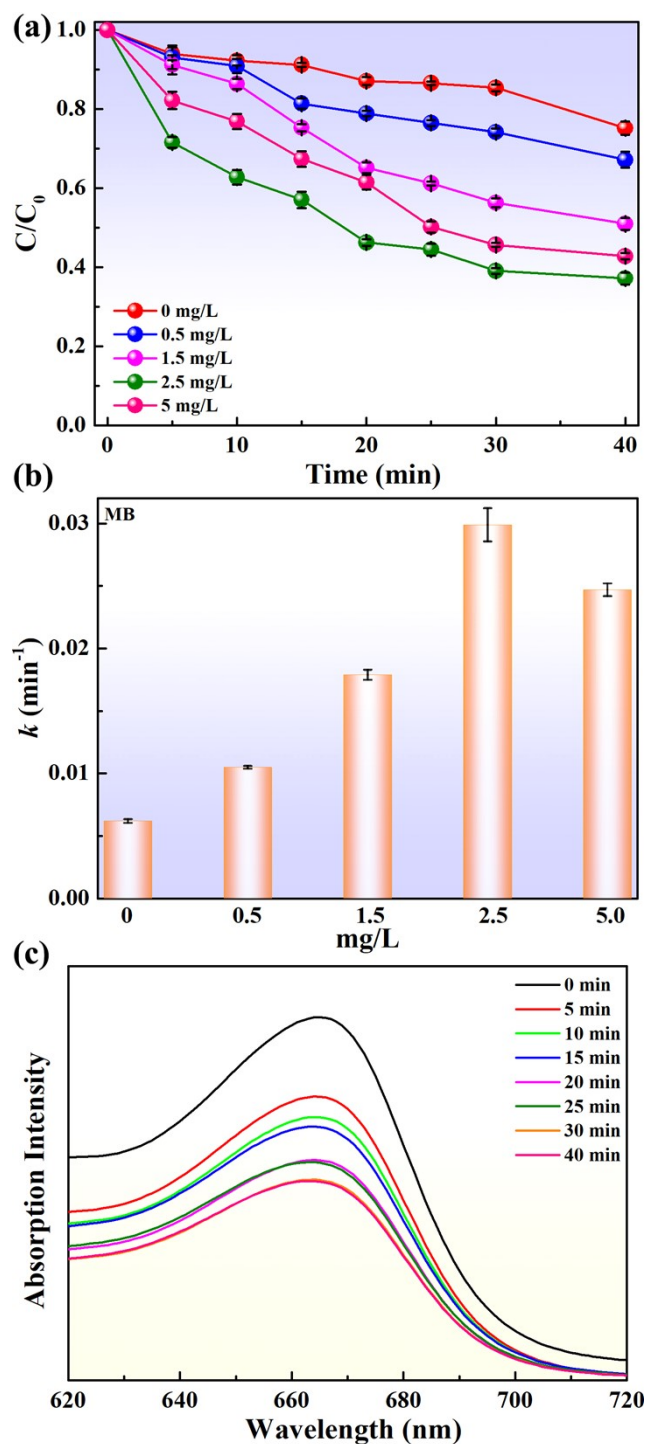 (a)
1.0
0.8
0.6
0.4
0.2
0.0
C/C₀
0 mg/L
0.5 mg/L
1.5 mg/L
2.5 mg/L
5 mg/L
0 10 20 30 40
Time (min)
(b)
MB
0.03
0.02
0.01
0.00
k (min⁻¹)
0 0.5 1.5 2.5 5.0
mg/L
(c)
0 min
5 min
10 min
15 min
20 min
25 min
30 min
40 min
Absorption Intensity
620 640 660 680 700 720
Wavelength (nm)